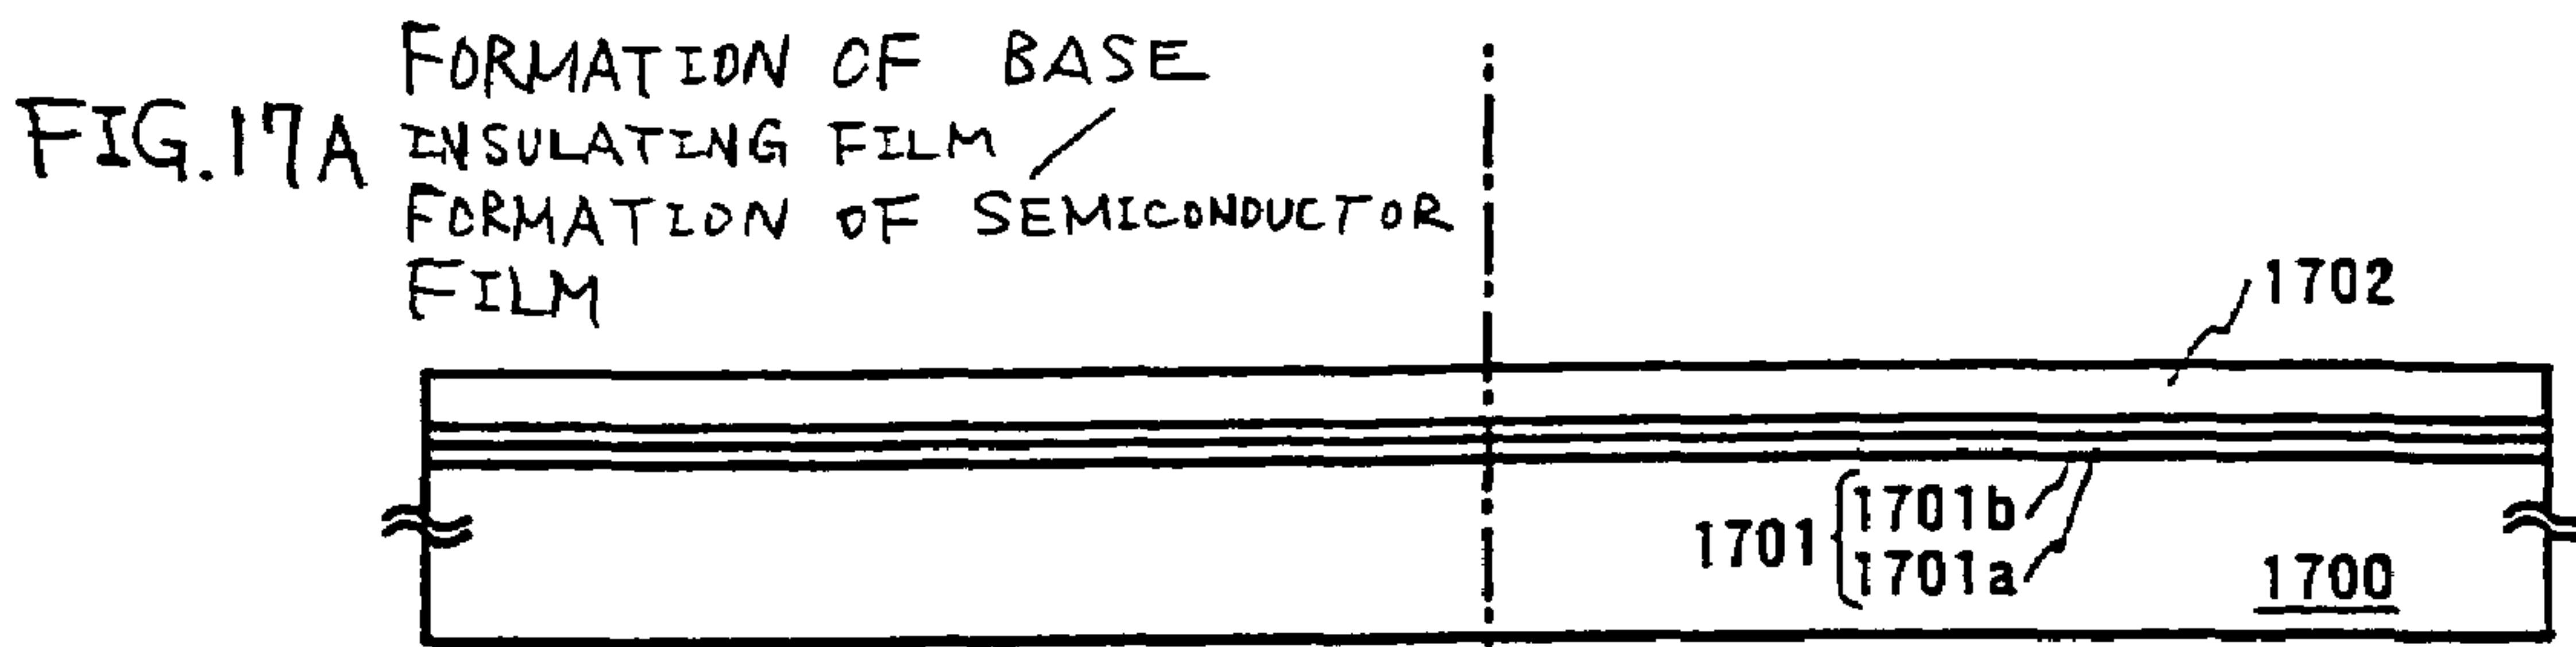 FIG.17A
FORMATION OF BASE
INSULATING FILM /
FORMATION OF SEMICONDUCTOR
FILM
1702
1701 { 1701b
1701a
1700